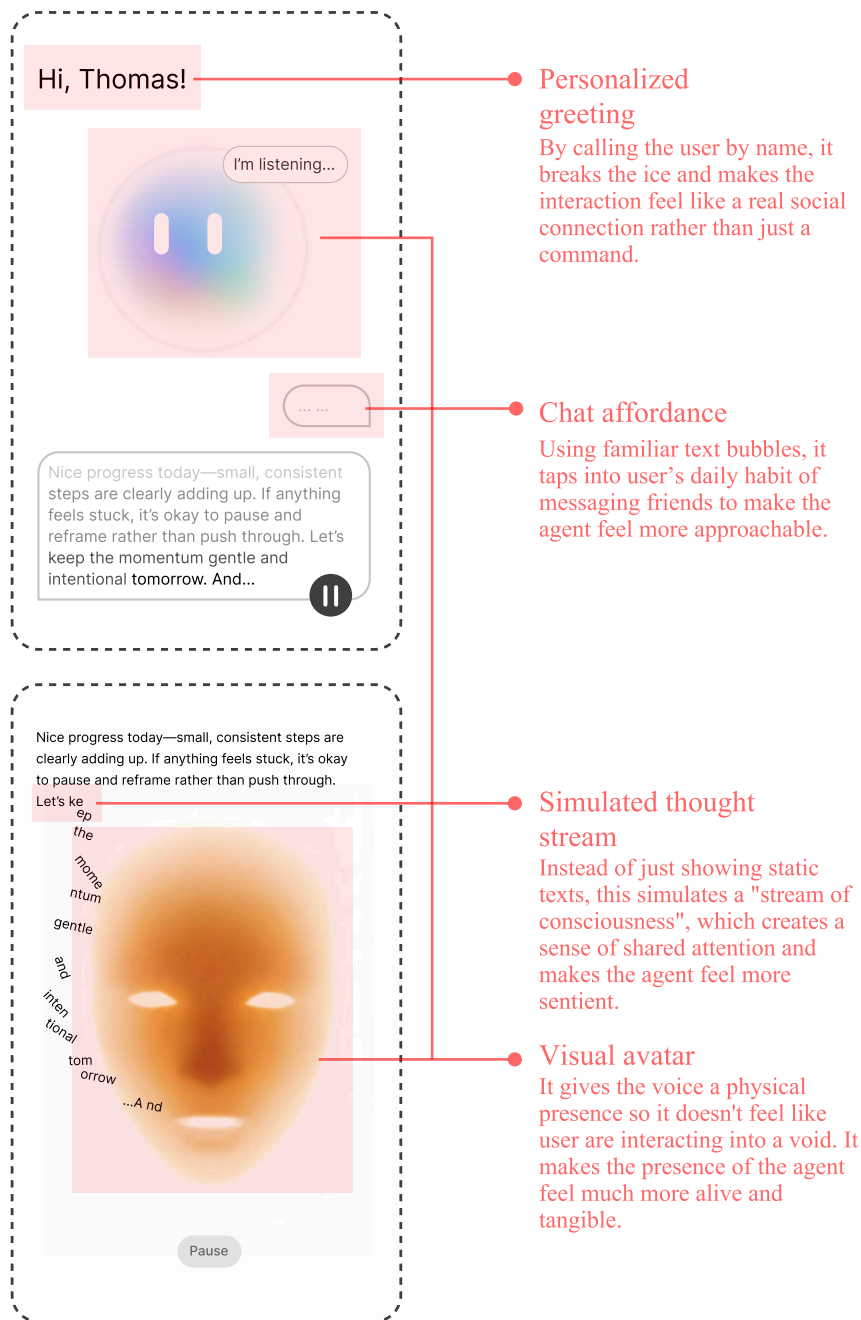 Hi, Thomas!
I'm listening...
... ...
Nice progress today—small, consistent
steps are clearly adding up. If anything
feels stuck, it's okay to pause and
reframe rather than push through. Let's
keep the momentum gentle and
intentional tomorrow. And...
Personalized
greeting
By calling the user by name, it
breaks the ice and makes the
interaction feel like a real social
connection rather than just a
command.
Chat affordance
Using familiar text bubbles, it
taps into user's daily habit of
messaging friends to make the
agent feel more approachable.
Nice progress today—small, consistent steps are
clearly adding up. If anything feels stuck, it's okay
to pause and reframe rather than push through.
Let's ke
ep
the
mome
ntum
gentle
and
inten
tional
tom
orrow
...A nd
Pause
Simulated thought
stream
Instead of just showing static
texts, this simulates a "stream of
consciousness", which creates a
sense of shared attention and
makes the agent feel more
sentient.
Visual avatar
It gives the voice a physical
presence so it doesn't feel like
user are interacting into a void. It
makes the presence of the agent
feel much more alive and
tangible.